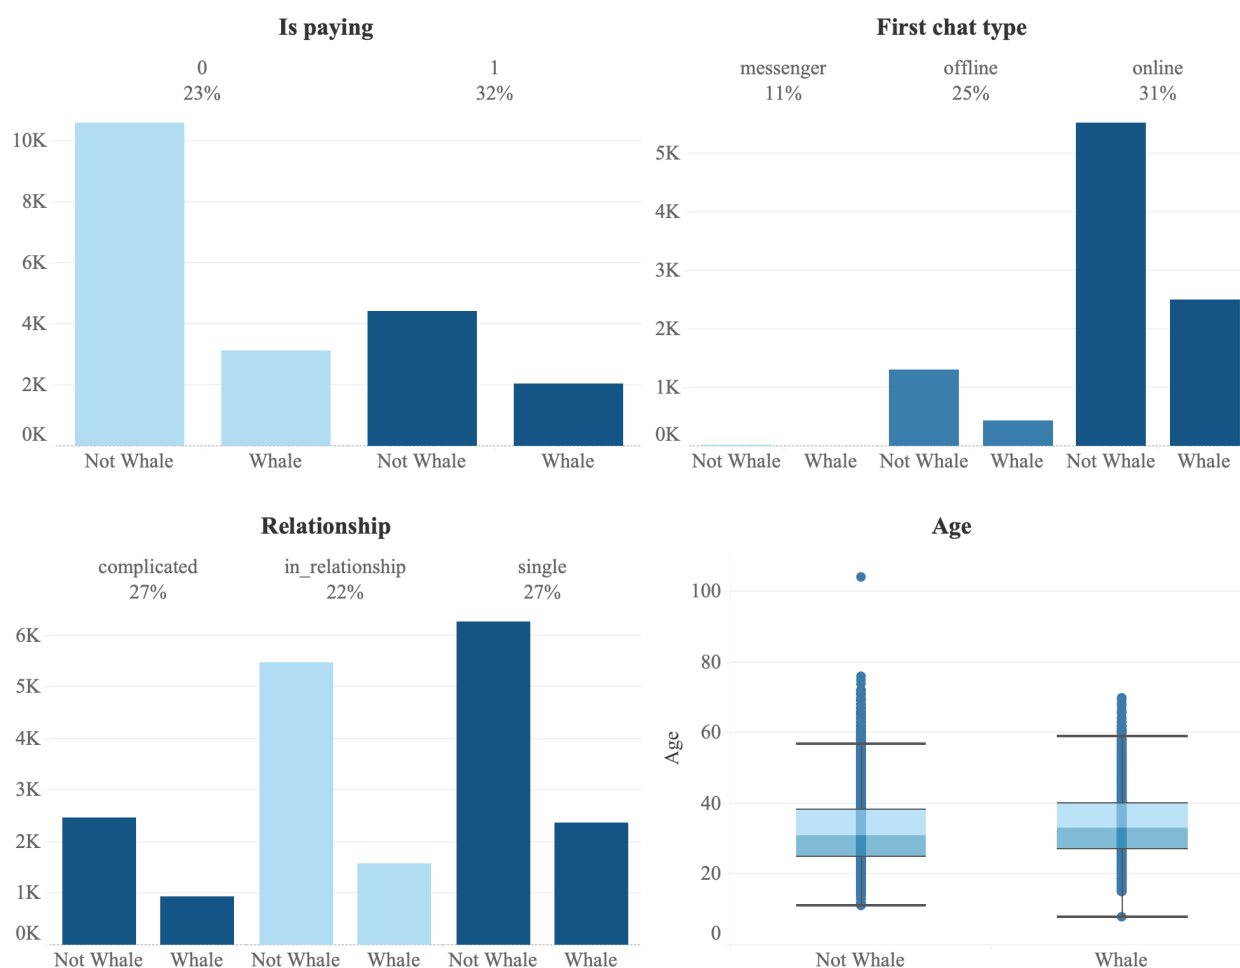 Is paying
0 1
23% 32%
10K
8K
6K
4K
2K
0K
Not Whale Whale Not Whale Whale
First chat type
messenger offline online
11% 25% 31%
5K
4K
3K
2K
1K
0K
Not Whale Whale Not Whale Whale Not Whale Whale
Relationship
complicated in_relationship single
27% 22% 27%
6K
5K
4K
3K
2K
1K
0K
Not Whale Whale Not Whale Whale Not Whale Whale
Age
100
80
60
40
20
0
Age
Not Whale Whale